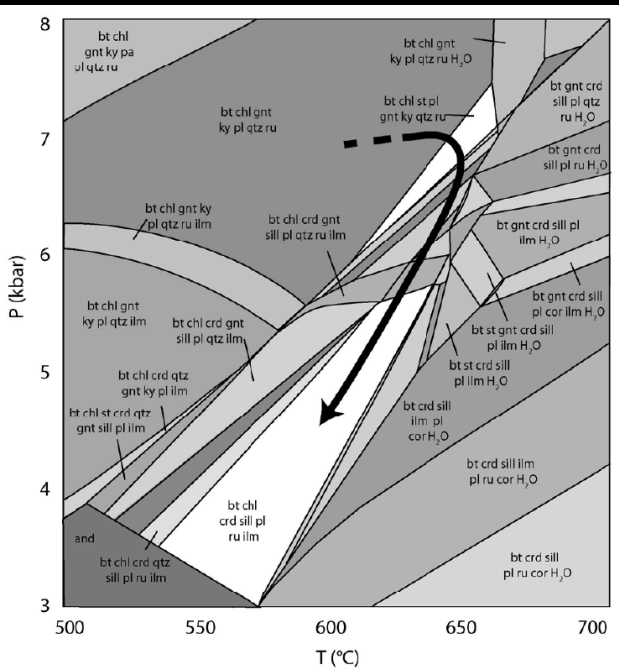 8
7
6
5
4
3
P (kbar)
500
550
600
650
700
T (°C)
bt chl
gnt ky pa
pl qtz ru
bt chl gnt
ky pl qtz ru H₂O
bt chl st pl
gnt ky qtz ru
bt chl gnt
ky pl qtz ru
bt gnt crd
sill pl qtz
ru H₂O
bt gnt crd
sill pl ru H₂O
bt chl gnt ky
pl qtz ru ilm
bt chl crd gnt
sill pl qtz ru ilm
bt gnt crd sill pl
ilm H₂O
bt gnt crd sill
pl cor ilm H₂O
bt chl gnt
ky pl qtz ilm
bt chl crd gnt
sill pl qtz ilm
bt st gnt crd sill
pl ilm H₂O
bt st crd sill
pl ilm H₂O
bt chl crd qtz
gnt ky pl ilm
bt chl st crd qtz
gnt sill pl ilm
bt crd sill
ilm pl
cor H₂O
bt crd sill ilm
pl ru cor H₂O
bt chl
crd sill pl
ru ilm
and
bt chl crd qtz
sill pl ru ilm
bt crd sill
pl ru cor H₂O